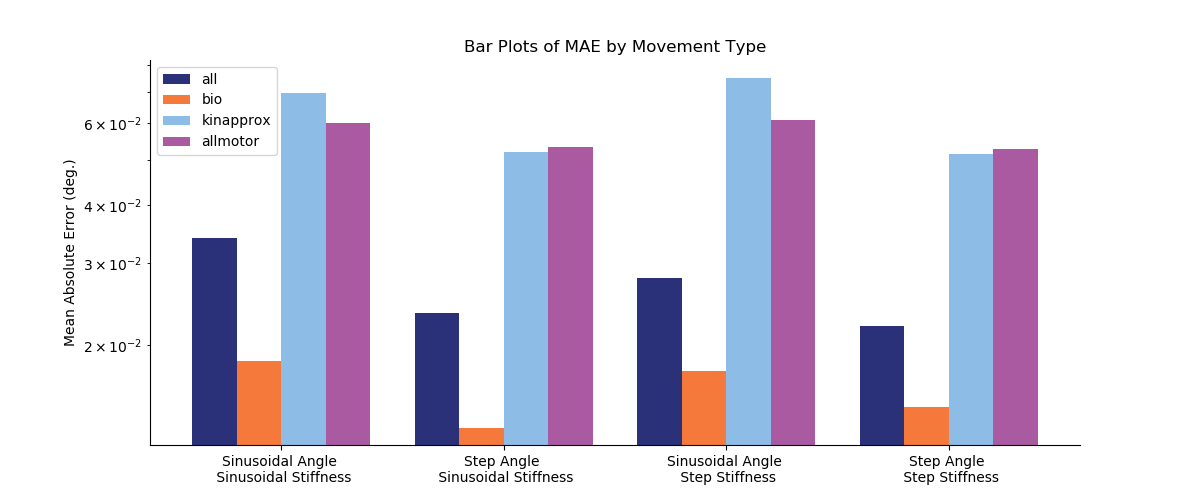 Bar Plots of MAE by Movement Type
all
bio
kinapprox
allmotor
Mean Absolute Error (deg.)
6 × 10⁻²
4 × 10⁻²
3 × 10⁻²
2 × 10⁻²
Sinusoidal Angle
Sinusoidal Stiffness
Step Angle
Sinusoidal Stiffness
Sinusoidal Angle
Step Stiffness
Step Angle
Step Stiffness